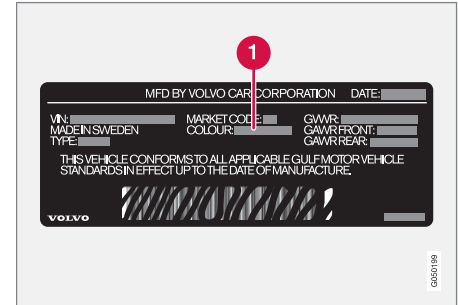 1
MFD BY VOLVO CAR CORPORATION DATE:
VIN: MARKET CODE: GVWR:
MADE IN SWEDEN COLOUR: GAWR FRONT:
TYPE: GAWR REAR:
THIS VEHICLE CONFORMS TO ALL APPLICABLE GULF MOTOR VEHICLE
STANDARDS IN EFFECT UP TO THE DATE OF MANUFACTURE.
VOLVO
G050199